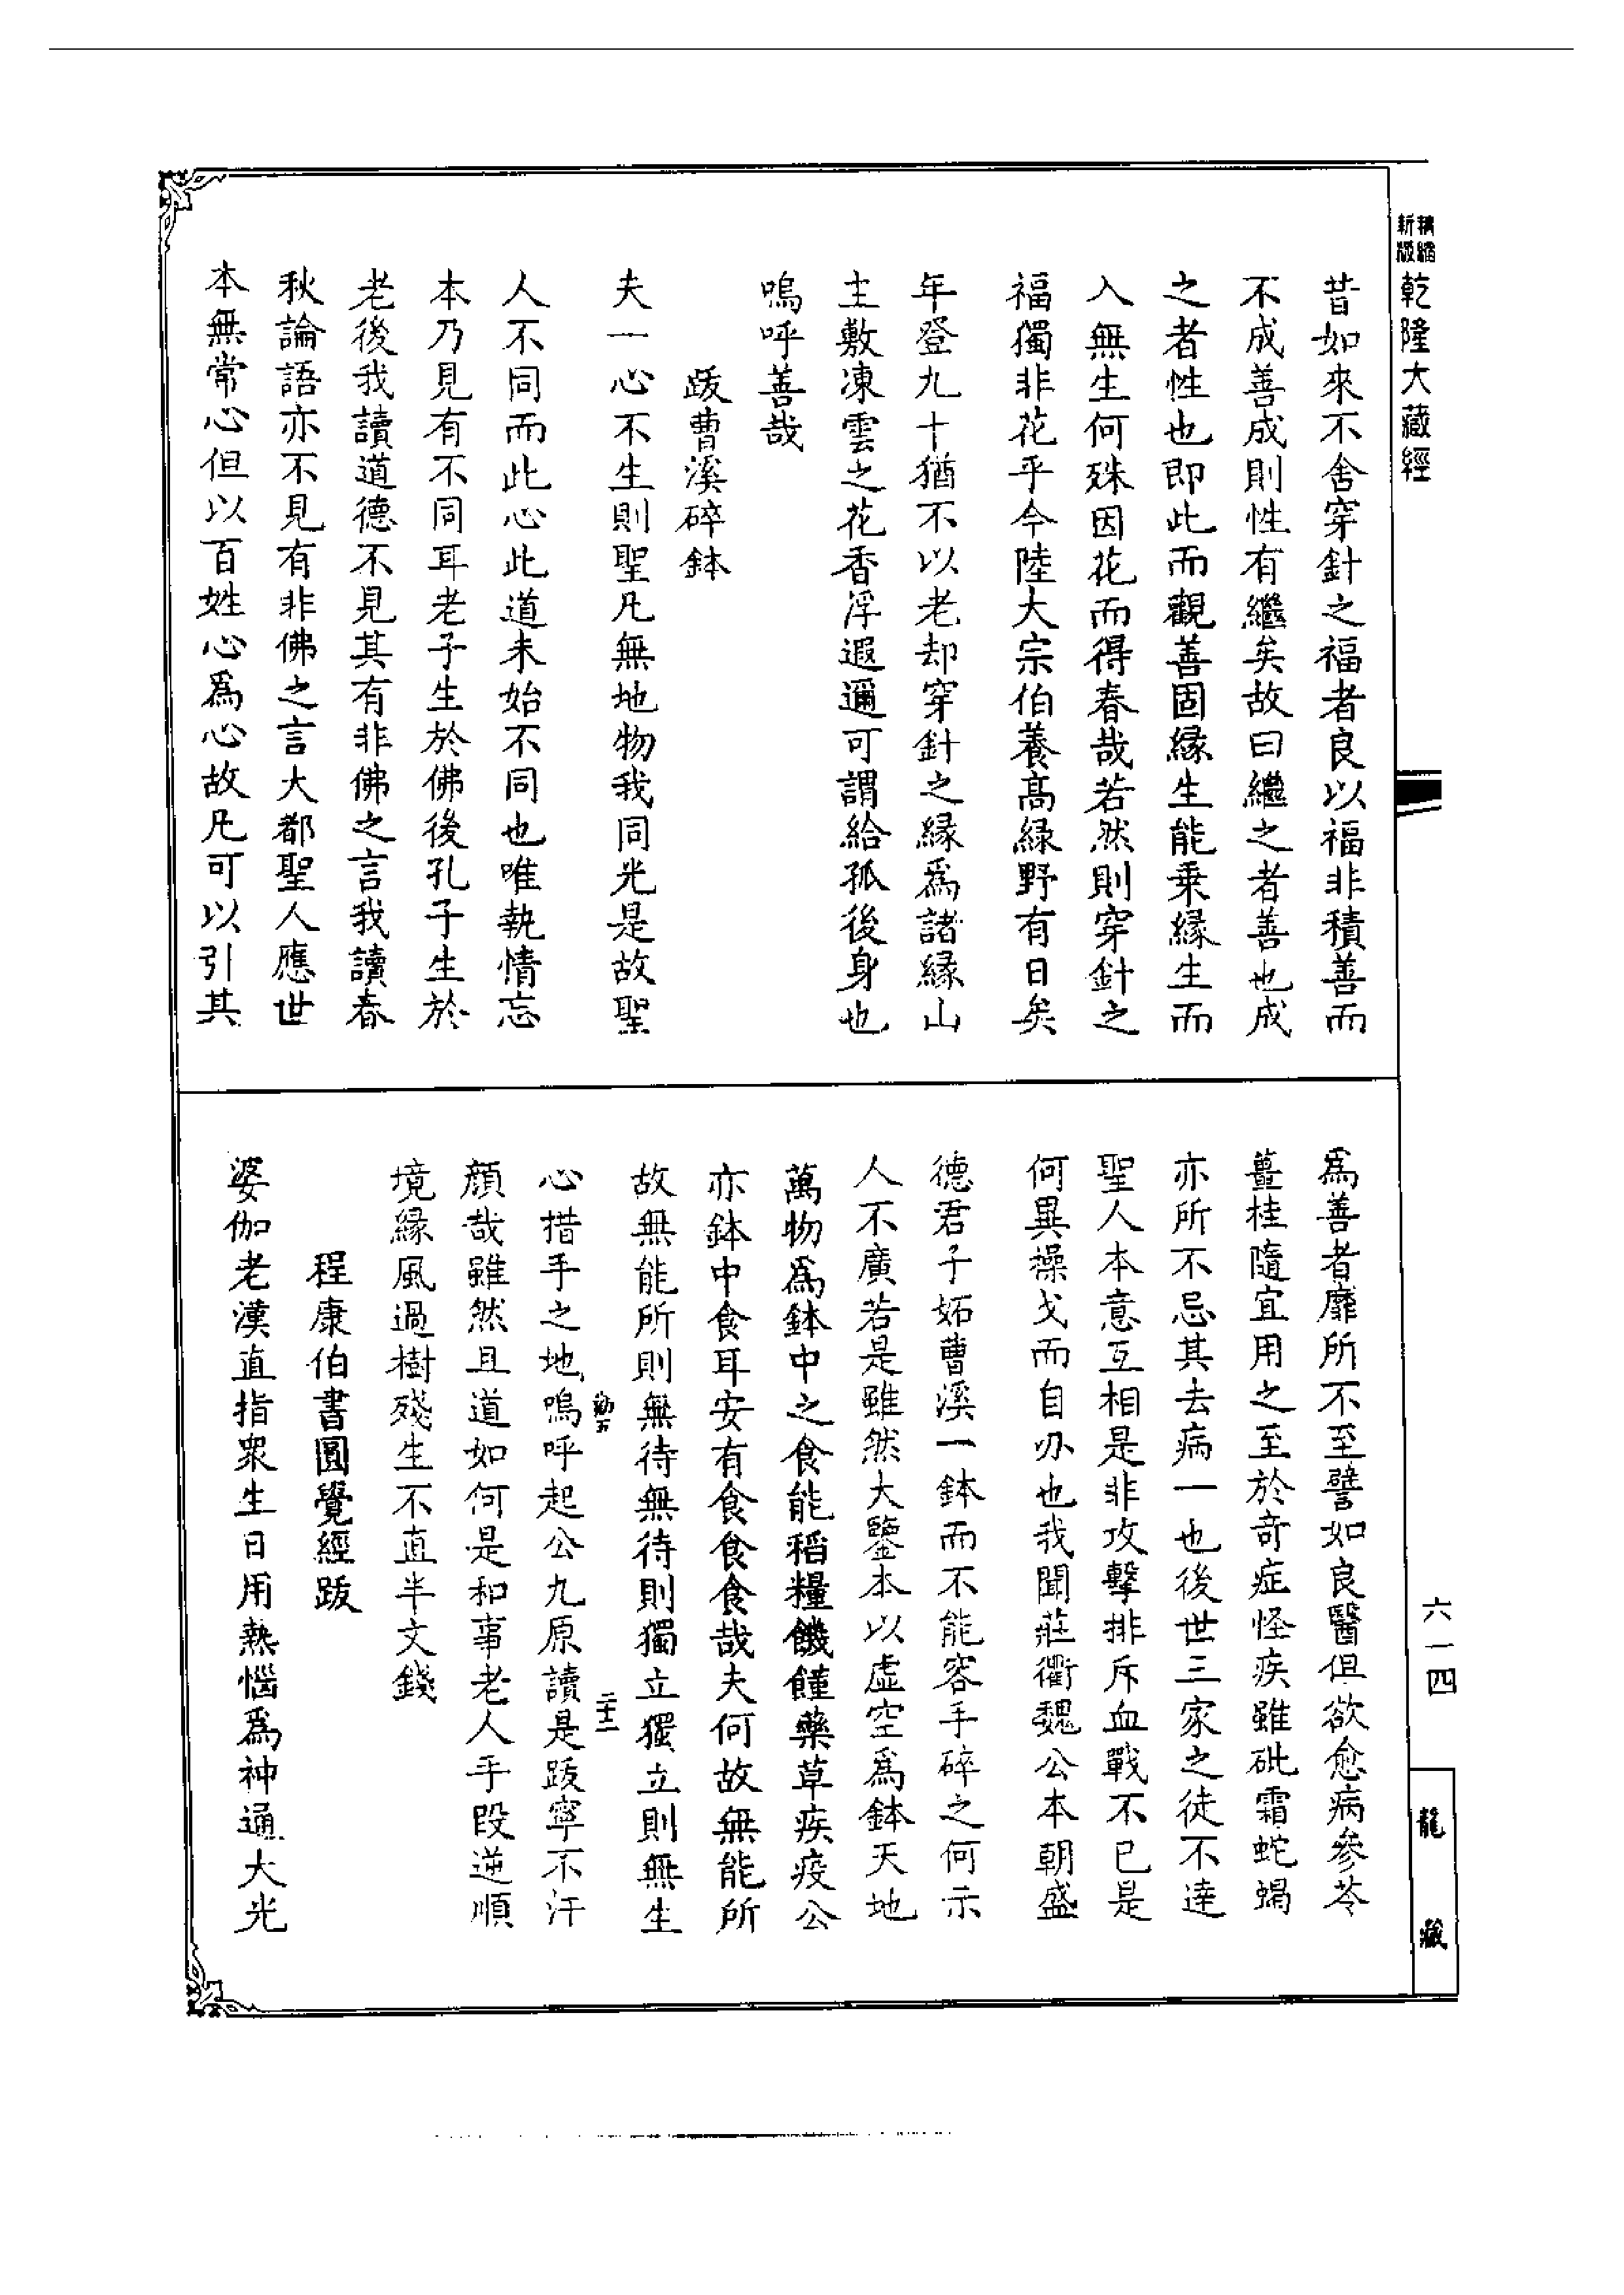 精縮
新版
乾隆大藏經
昔如來不舍穿針之福者良以福非積善而
不成善成則性有繼矣故曰繼之者善也成
之者性也即此而觀善固緣生能乗緣生而
入無生何殊因花而得春哉若然則穿針之
福獨非花乎今陸大宗伯養高緑野有日矣
年登九十猶不以老却穿針之緣爲諸緣山
主敷凍雲之花香浮遐邇可謂給孤後身也
嗚呼善哉
跋曹溪碎鉢
夫一心不生則聖凡無地物我同光是故聖
人不同而此心此道未始不同也唯執情忘
本乃見有不同耳老子生於佛後孔子生於
老後我讀道德不見其有非佛之言我讀春
秋論語亦不見有非佛之言大都聖人應世
本無常心但以百姓心爲心故凡可以引其
爲善者靡所不至譬如良醫但欲愈病參苓
薑桂隨宜用之至於奇症怪疾雖砒霜蛇蝎
亦所不忌其去病一也後世三家之徒不達
聖人本意互相是非攻擊排斥血戰不已是
何異操戈而自刅也我聞莊衢魏公本朝盛
德君子妬曹溪一鉢而不能容手碎之何示
人不廣若是雖然大鑒本以虛空爲鉢天地
萬物爲鉢中之食能稻糧饑饉藥草疾疫公
亦鉢中食耳安有食食食哉夫何故無能所
故無能所則無待無待則獨立獨立則無生
心措手之地嗚呼起公九原讀是跋寧不汗
顔哉雖然且道如何是和事老人手段逆順
境緣風過樹殘生不直半文錢
程康伯書圓覺經跋
婆伽老漢直指衆生日用熱惱爲神通大光
二十二
六一四
龍藏